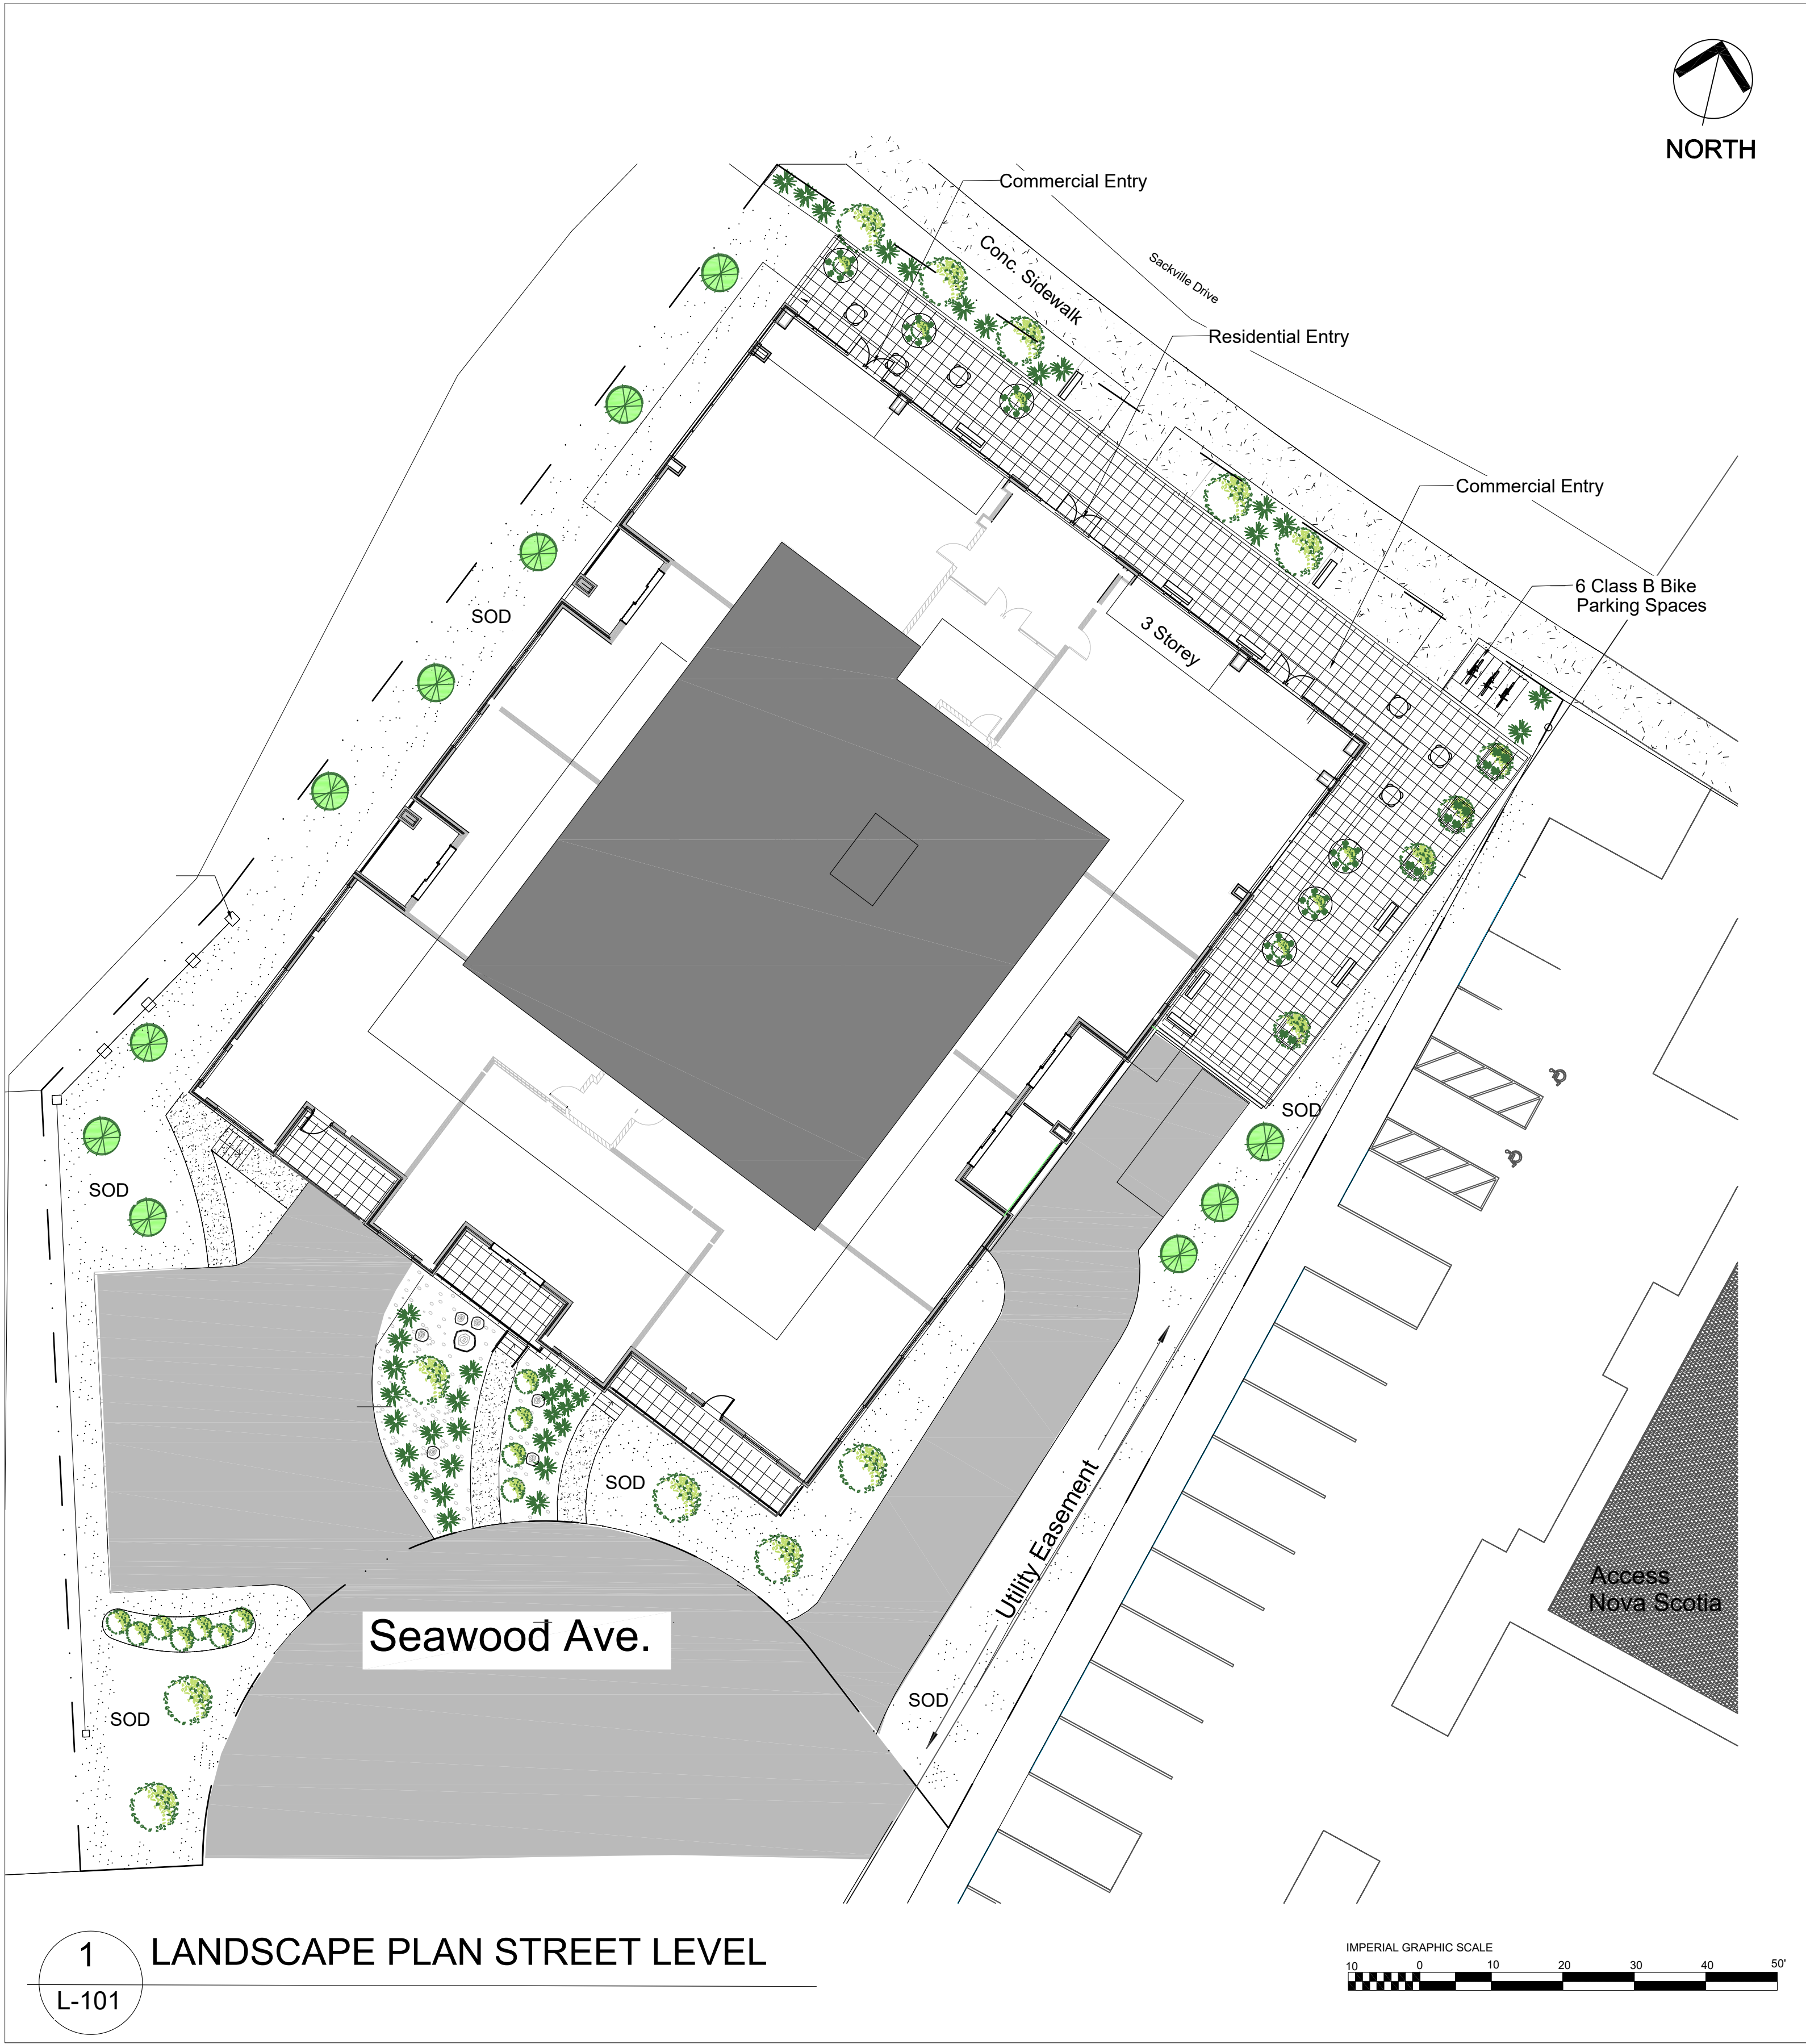 NORTH
Commercial Entry
Conc. Sidewalk
Sackville Drive
Residential Entry
Commercial Entry
6 Class B Bike
Parking Spaces
SOD
3 Storey
SOD
SOD
SOD
Utility Easement
Access
Nova Scotia
Seawood Ave.
SOD
SOD
1
L-101
LANDSCAPE PLAN STREET LEVEL
IMPERIAL GRAPHIC SCALE
10 0 10 20 30 40 50'